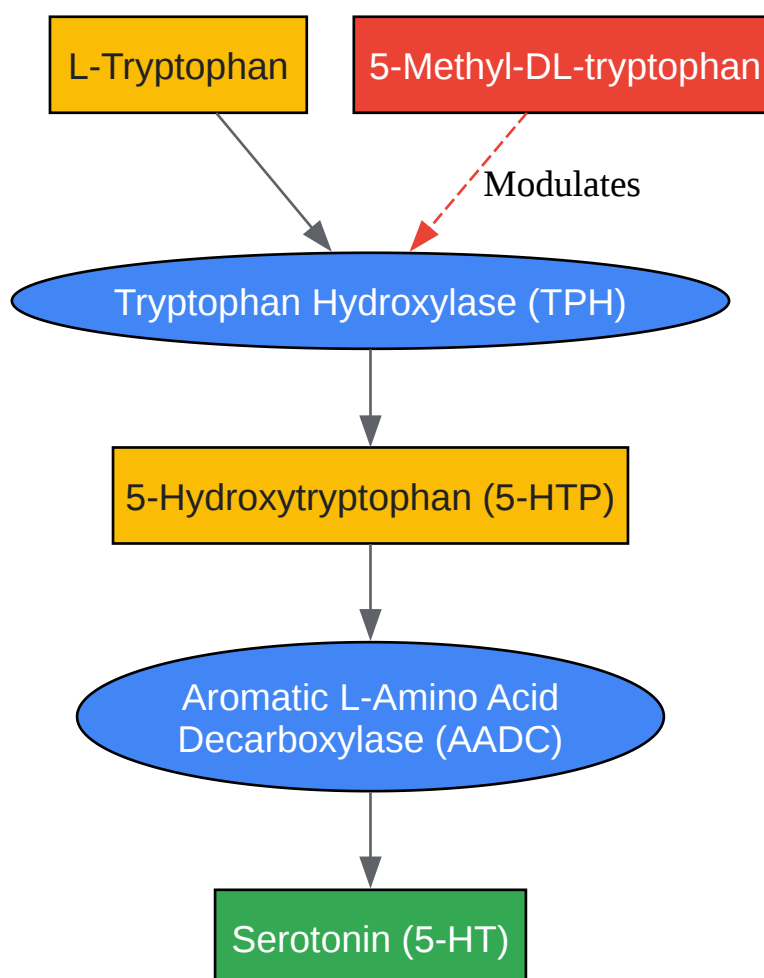 L-Tryptophan
5-Methyl-DL-tryptophan
Modulates
Tryptophan Hydroxylase (TPH)
5-Hydroxytryptophan (5-HTP)
Aromatic L-Amino Acid
Decarboxylase (AADC)
Serotonin (5-HT)